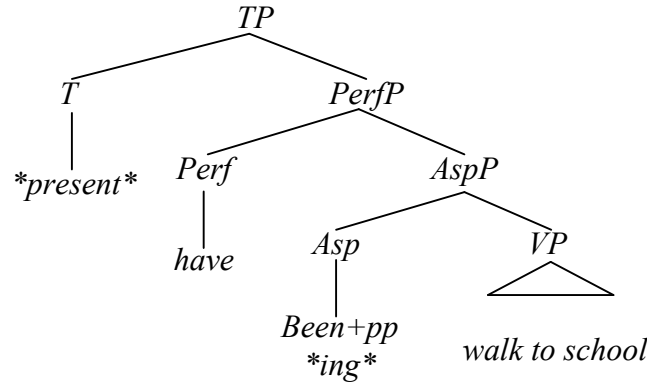 TP
T PerfP
*present* Perf AspP
have Asp VP
Been+pp walk to school
*ing*